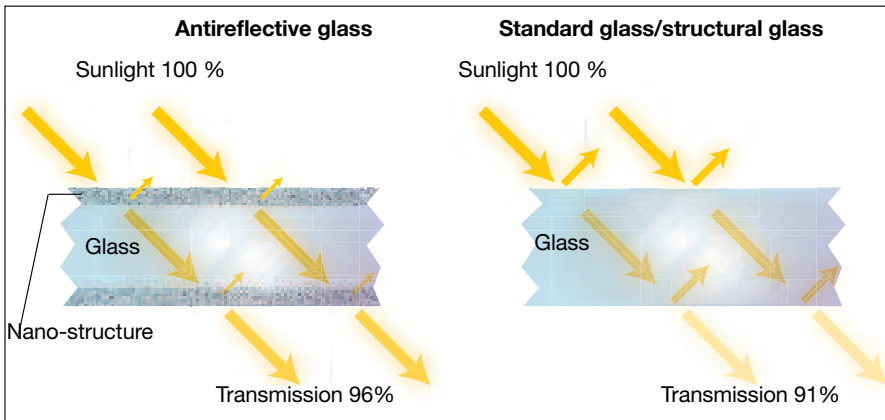 Antireflective glass
Sunlight 100 %
Glass
Nano-structure
Transmission 96%
Standard glass/structural glass
Sunlight 100 %
Glass
Transmission 91%